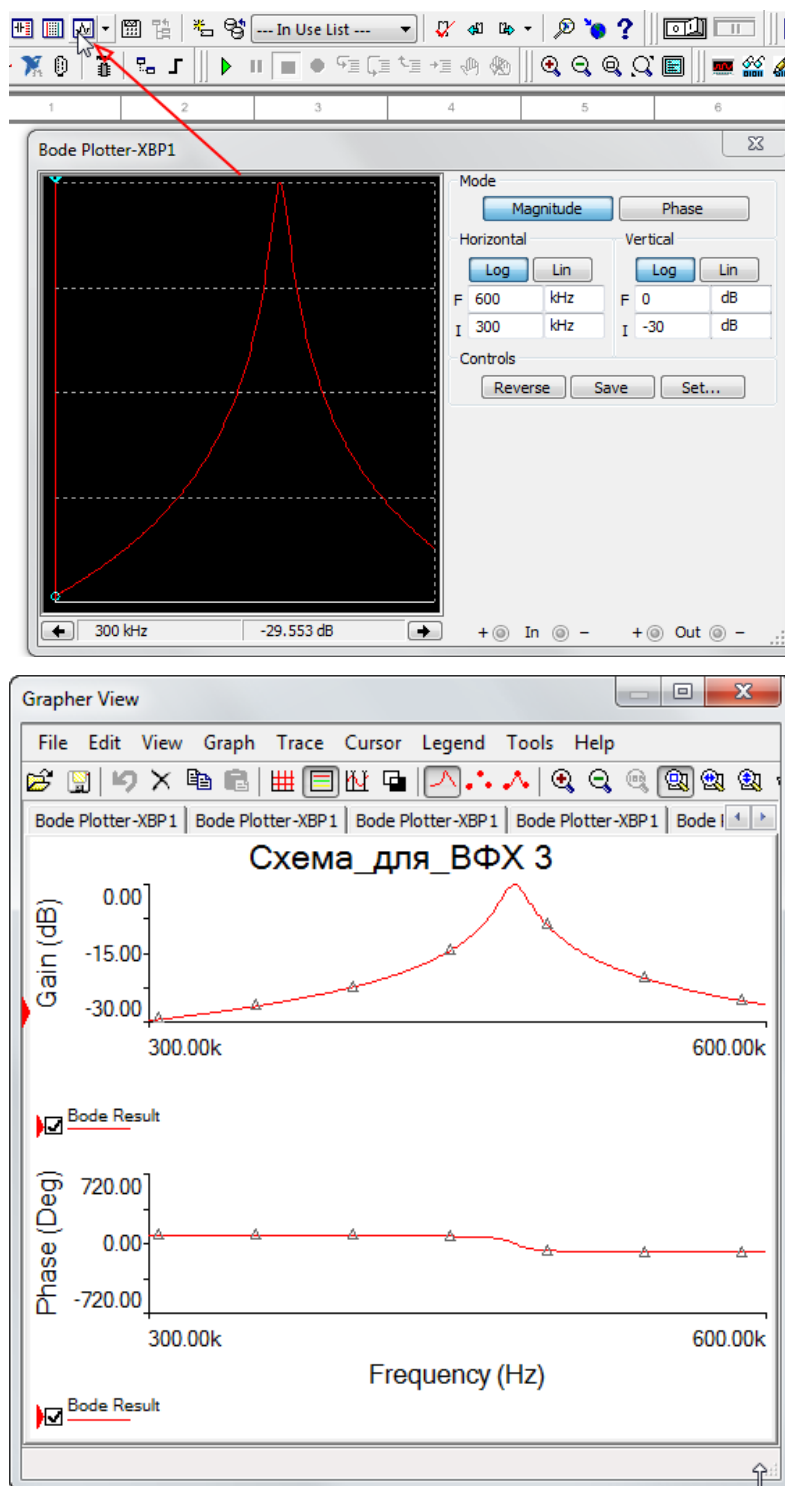 --- In Use List ---
1 2 3 4 5 6
Bode Plotter-XBP1
Mode
Magnitude Phase
Horizontal Vertical
Log Lin Log Lin
F 600 kHz F 0 dB
I 300 kHz I -30 dB
Controls
Reverse Save Set...
300 kHz -29.553 dB + In - + Out -
Grapher View
File Edit View Graph Trace Cursor Legend Tools Help
Bode Plotter-XBP1 Bode Plotter-XBP1 Bode Plotter-XBP1 Bode Plotter-XBP1 Bode
Схема_для_ВФХ 3
Gain (dB)
0.00
-15.00
-30.00
300.00k 600.00k
Bode Result
Phase (Deg)
720.00
0.00
-720.00
300.00k 600.00k
Frequency (Hz)
Bode Result